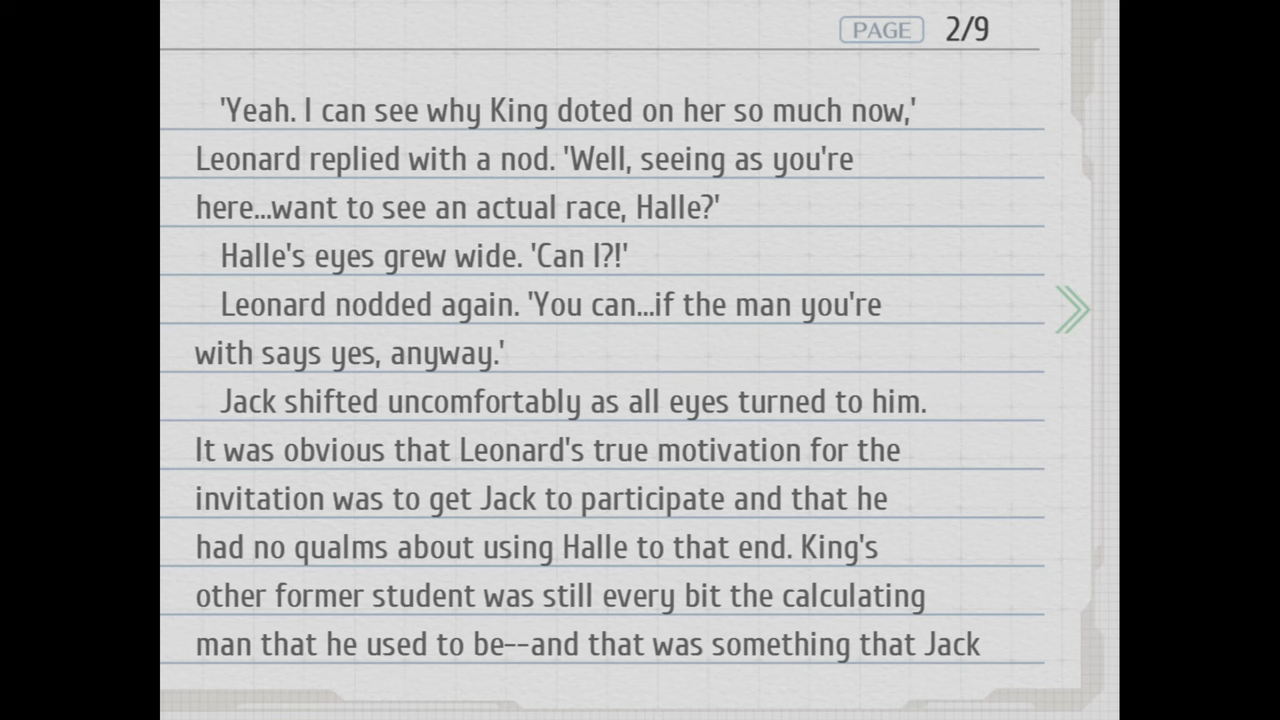 PAGE 2/9
'Yeah. I can see why King doted on her so much now,'
Leonard replied with a nod. 'Well, seeing as you're
here...want to see an actual race, Halle?'
Halle's eyes grew wide. 'Can I?!'
Leonard nodded again. 'You can...if the man you're
with says yes, anyway.'
Jack shifted uncomfortably as all eyes turned to him.
It was obvious that Leonard's true motivation for the
invitation was to get Jack to participate and that he
had no qualms about using Halle to that end. King's
other former student was still every bit the calculating
man that he used to be--and that was something that Jack